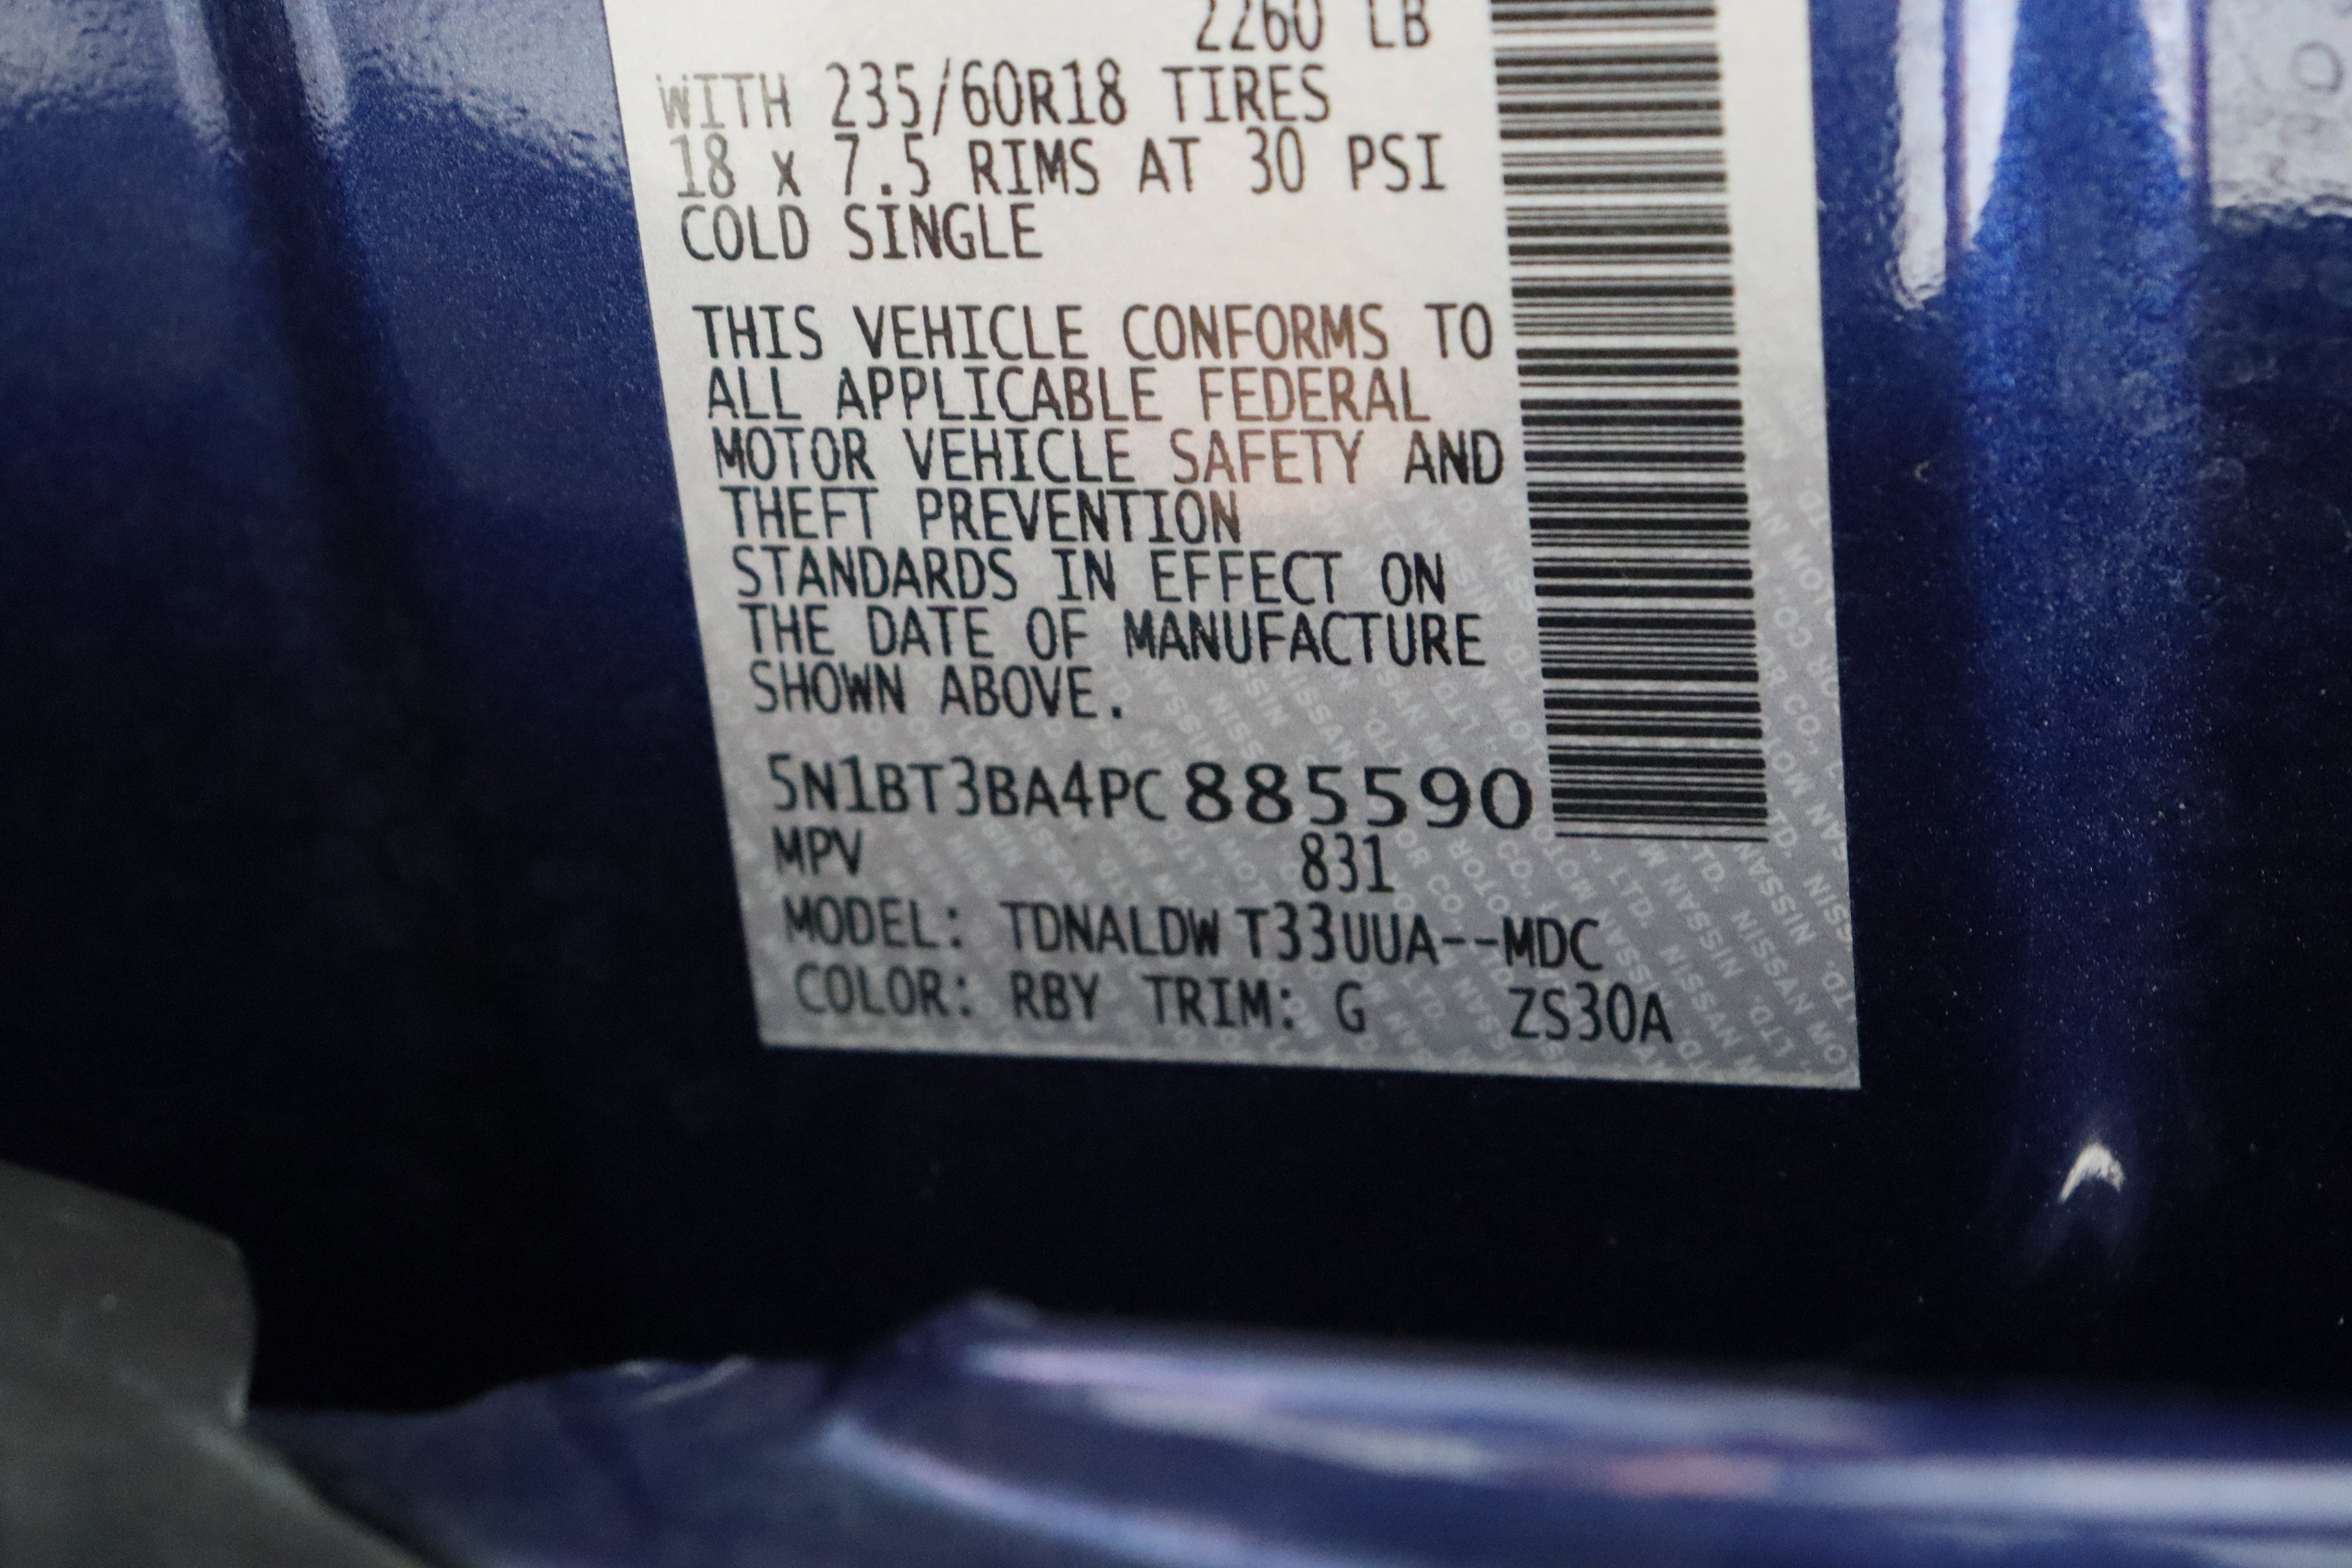 2260 LB
WITH 235/60R18 TIRES
18 x 7.5 RIMS AT 30 PSI
COLD SINGLE
THIS VEHICLE CONFORMS TO
ALL APPLICABLE FEDERAL
MOTOR VEHICLE SAFETY AND
THEFT PREVENTION
STANDARDS IN EFFECT ON
THE DATE OF MANUFACTURE
SHOWN ABOVE.
5N1BT3BA4PC885590
MPV 831
MODEL: TDNALDW T33UUA--MDC
COLOR: RBY TRIM: G ZS30A